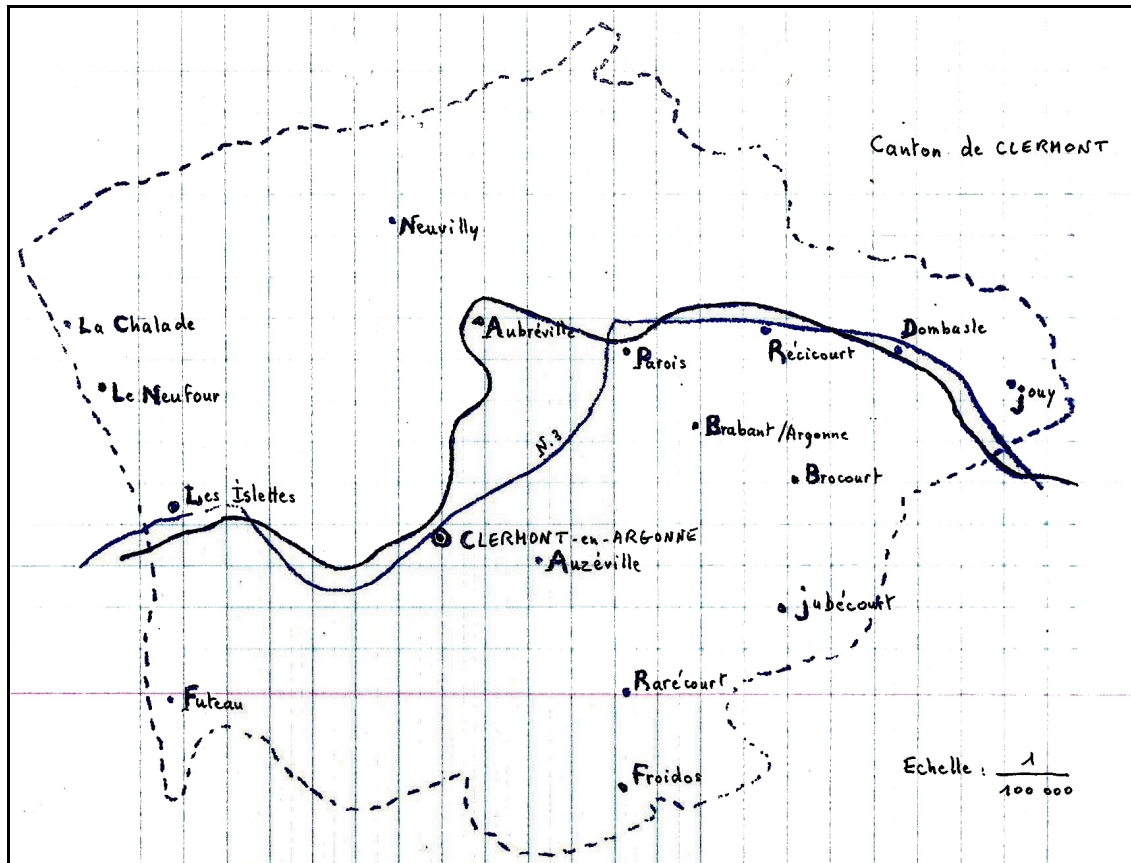 Canton de CLERMONT
Neuvilly
La Chalade
Aubréville
Parois
Récicourt
Dombasle
Le Neufour
jouy
N.3
Brabant/Argonne
Brocourt
Les Islettes
CLERMONT-en-ARGONNE
Auzéville
jubécourt
Rarécourt
Futeau
Froidos
Echelle : 1
100 000